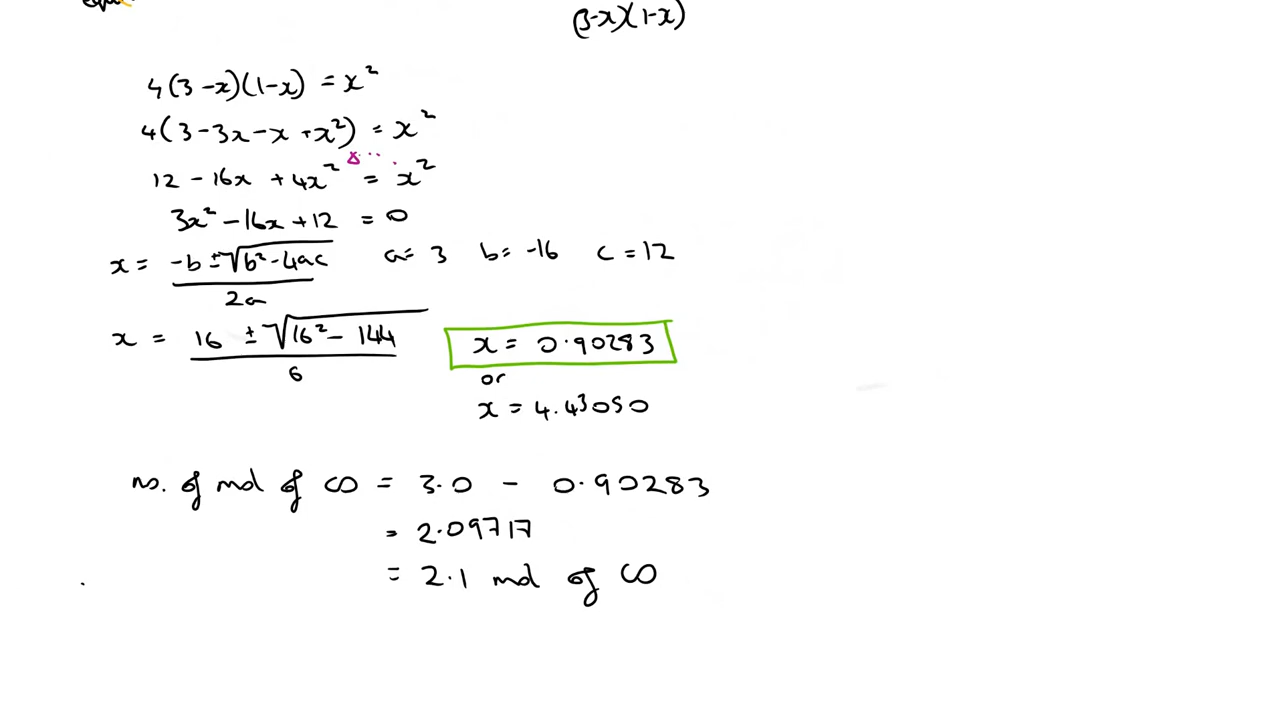 (3-x)(1-x)
4(3-x)(1-x) = x²
4(3-3x-x+x²) = x²
12 - 16x + 4x² = x²
3x² - 16x + 12 = 0
x = -b ± √b² - 4ac / 2a a= 3 b= -16 c = 12
x = 16 ± √16² - 144 / 6 x = 0.90283
or
x = 4.43050
no. of mol of CO = 3.0 - 0.90283
= 2.09717
= 2.1 mol of CO